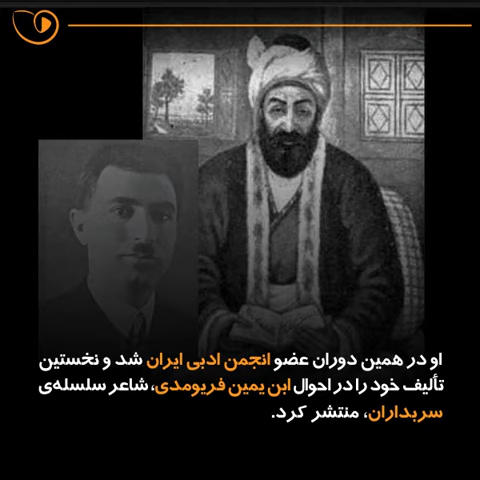 او در همین دوران عضو انجمن ادبی ایران شد و نخستین
تألیف خود را در احوال ابن یمین فریومدی، شاعر سلسله‌ی
سربداران، منتشر کرد.